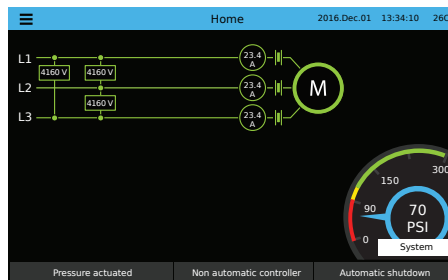 Home
2016.Dec.01 13:34:10 26C
L1
4160 V 4160 V
23.4
A
L2
4160 V
23.4
A
M
L3
23.4
A
300
150
90
0
70
PSI
System
Pressure actuated Non automatic controller Automatic shutdown